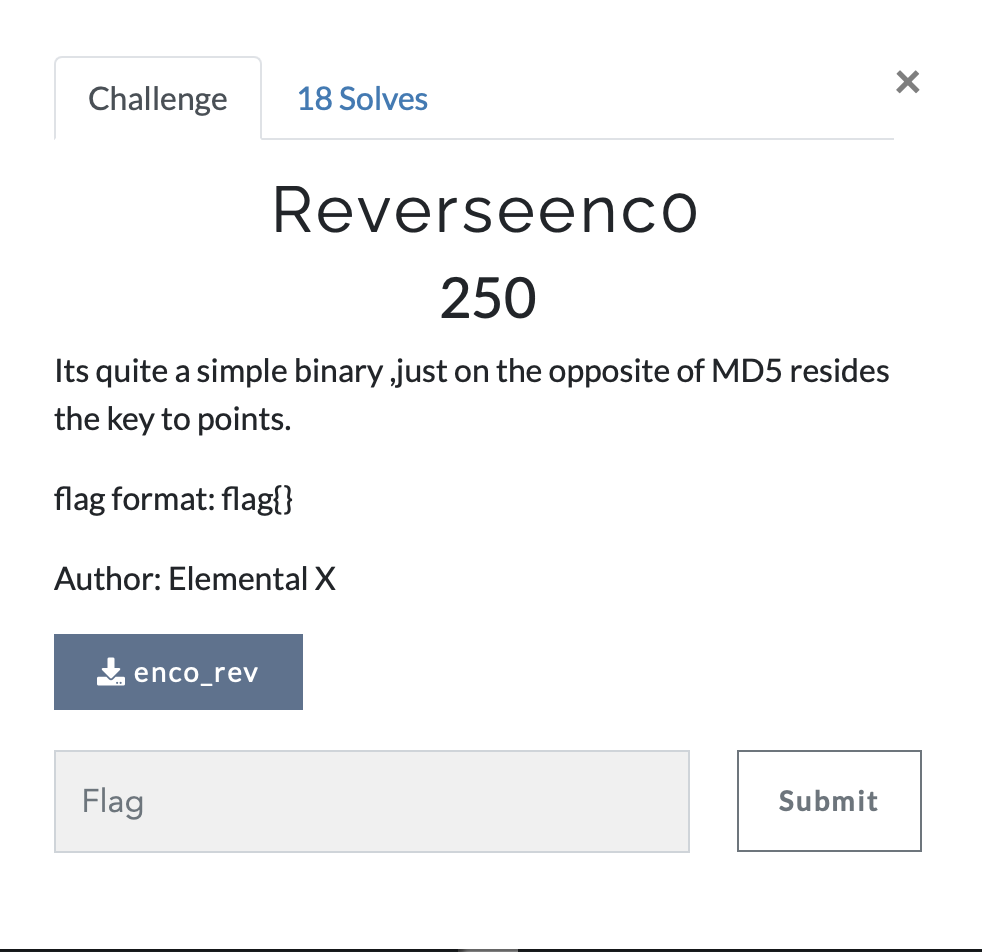 Challenge
18 Solves
×
Reverseenc0
250
Its quite a simple binary ,just on the opposite of MD5 resides
the key to points.
flag format: flag{}
Author: Elemental X
enco_rev
Flag
Submit